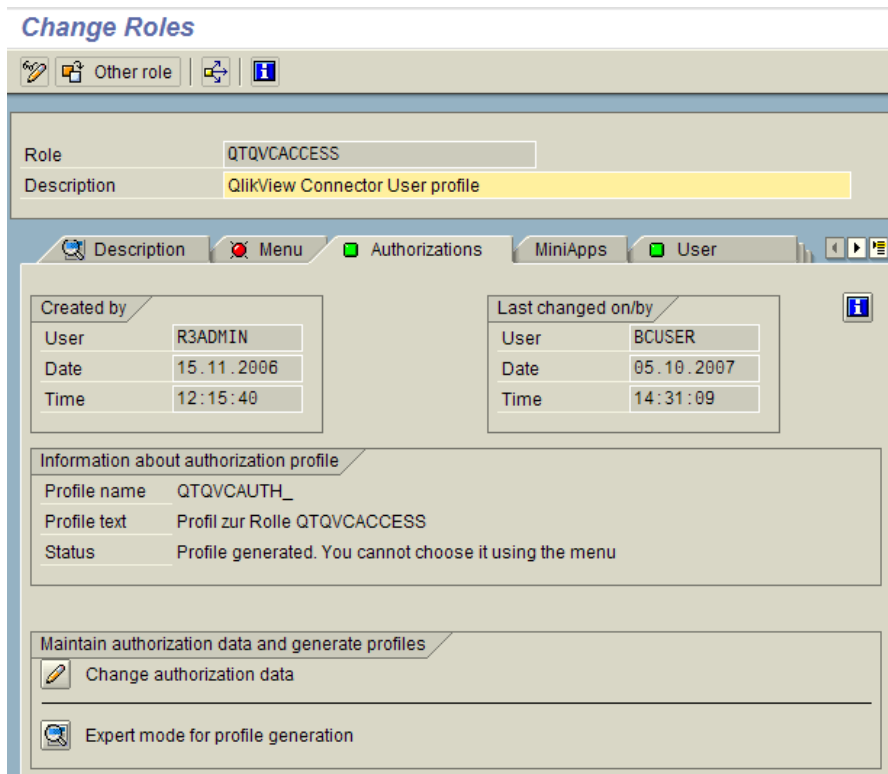 Change Roles
Other role
Role QTQVCACCESS
Description QlikView Connector User profile
Description Menu Authorizations MiniApps User
Created by Last changed on/by
User R3ADMIN User BCUSER
Date 15.11.2006 Date 05.10.2007
Time 12:15:40 Time 14:31:09
Information about authorization profile
Profile name QTQVCAUTH_
Profile text Profil zur Rolle QTQVCACCESS
Status Profile generated. You cannot choose it using the menu
Maintain authorization data and generate profiles
Change authorization data
Expert mode for profile generation